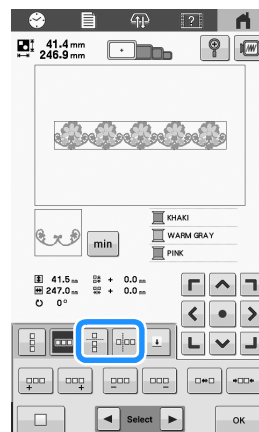 ?
41.4 mm
246.9 mm
+
KHAKI
min
WARM GRAY
PINK
41.5 mm + 0.0 mm
247.0 mm + 0.0 mm
0°
+ + − −
Select
OK